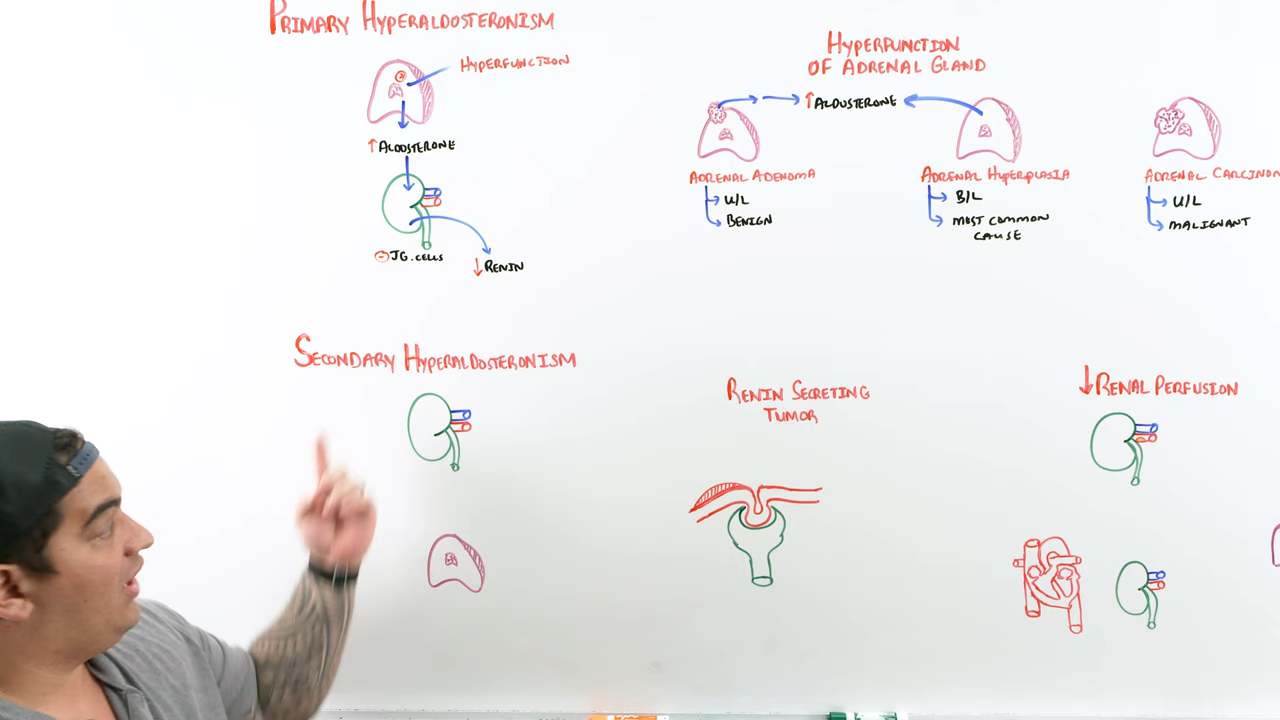 PRIMARY HYPERALDOSTERONISM
HYPERFUNCTION
↑ALDOSTERONE
⊖JG.CELLS
↓RENIN
HYPERFUNCTION
OF ADRENAL GLAND
↑ALDOSTERONE
ADRENAL ADENOMA
U/L
BENIGN
ADRENAL HYPERPLASIA
B/L
MOST COMMON
CAUSE
ADRENAL CARCINOM
U/L
MALIGNANT
SECONDARY HYPERALDOSTERONISM
RENIN SECRETING
TUMOR
↓RENAL PERFUSION